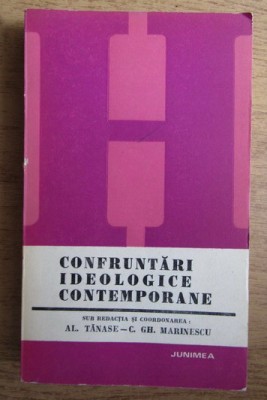 CONFRUNTĂRI
IDEOLOGICE
CONTEMPORANE
SUB REDACȚIA ȘI COORDONAREA:
AL. TĂNASE — C. GH. MARINESCU
JUNIMEA